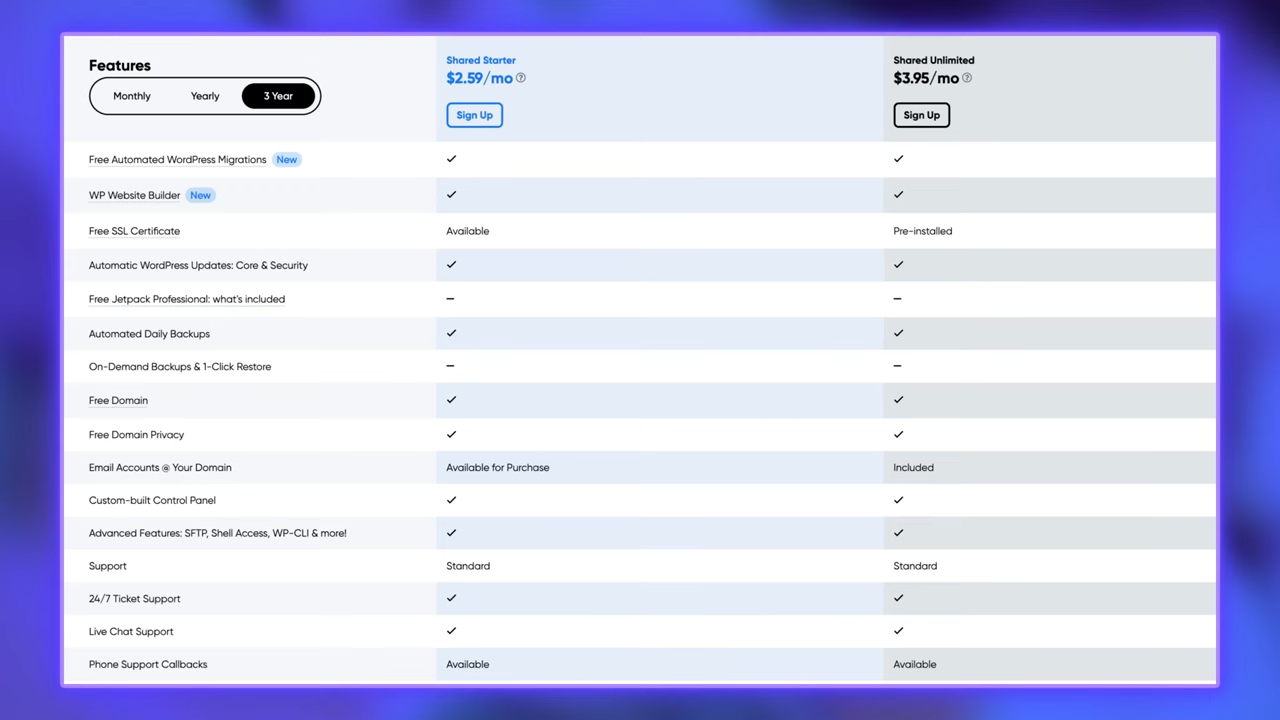 Features
Monthly Yearly 3 Year
Shared Starter
$2.59/mo
Sign Up
Shared Unlimited
$3.95/mo
Sign Up
Free Automated WordPress Migrations New ✓ ✓
WP Website Builder New ✓ ✓
Free SSL Certificate Available Pre-installed
Automatic WordPress Updates: Core & Security ✓ ✓
Free Jetpack Professional: what's included – –
Automated Daily Backups ✓ ✓
On-Demand Backups & 1-Click Restore – –
Free Domain ✓ ✓
Free Domain Privacy ✓ ✓
Email Accounts @ Your Domain Available for Purchase Included
Custom-built Control Panel ✓ ✓
Advanced Features: SFTP, Shell Access, WP-CLI & more! ✓ ✓
Support Standard Standard
24/7 Ticket Support ✓ ✓
Live Chat Support ✓ ✓
Phone Support Callbacks Available Available